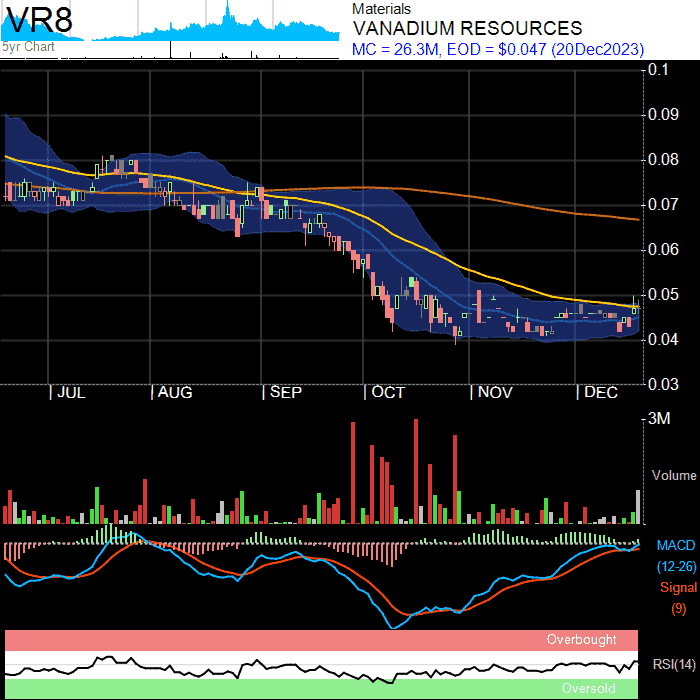 VR8
5yr Chart
Materials
VANADIUM RESOURCES
MC = 26.3M, EOD = $0.047 (20Dec2023)
0.1
0.09
0.08
0.07
0.06
0.05
0.04
0.03
JUL AUG SEP OCT NOV DEC
3M
Volume
MACD
(12-26)
Signal
(9)
Overbought
RSI(14)
Oversold